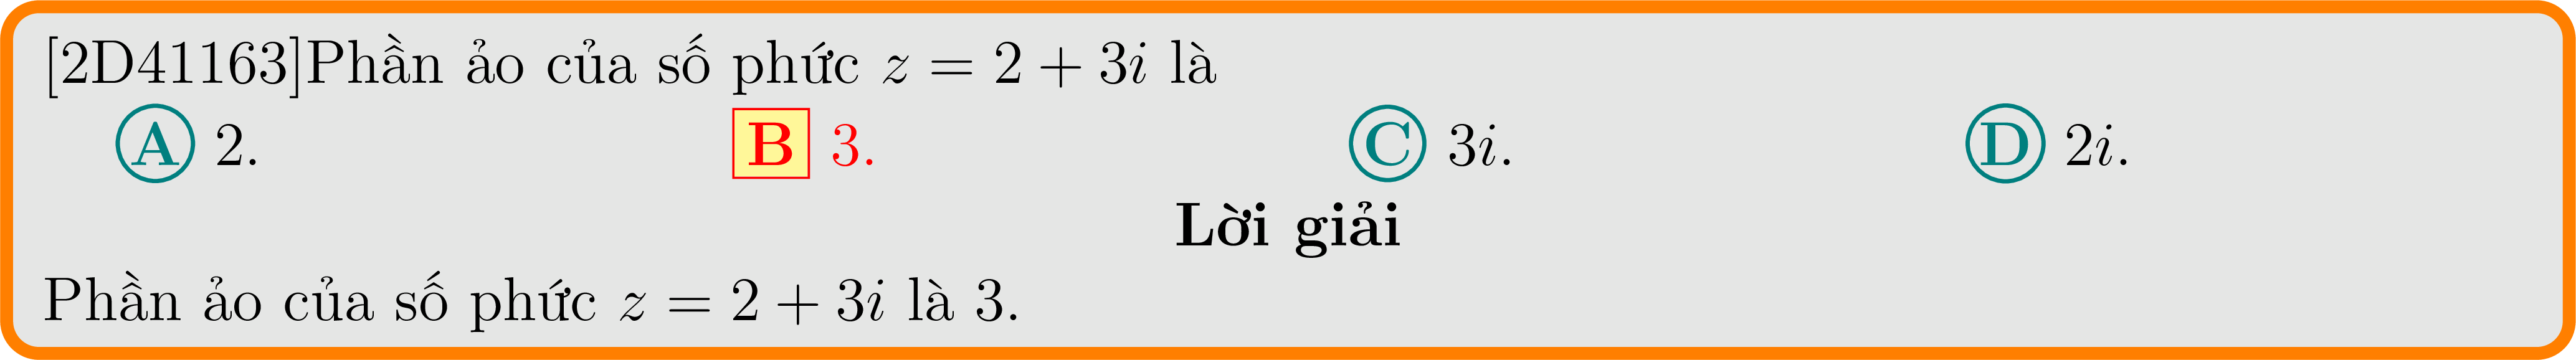 [2D41163]Phần ảo của số phức z = 2 + 3i là
A 2. B 3. C 3i. D 2i.
Lời giải
Phần ảo của số phức z = 2 + 3i là 3.